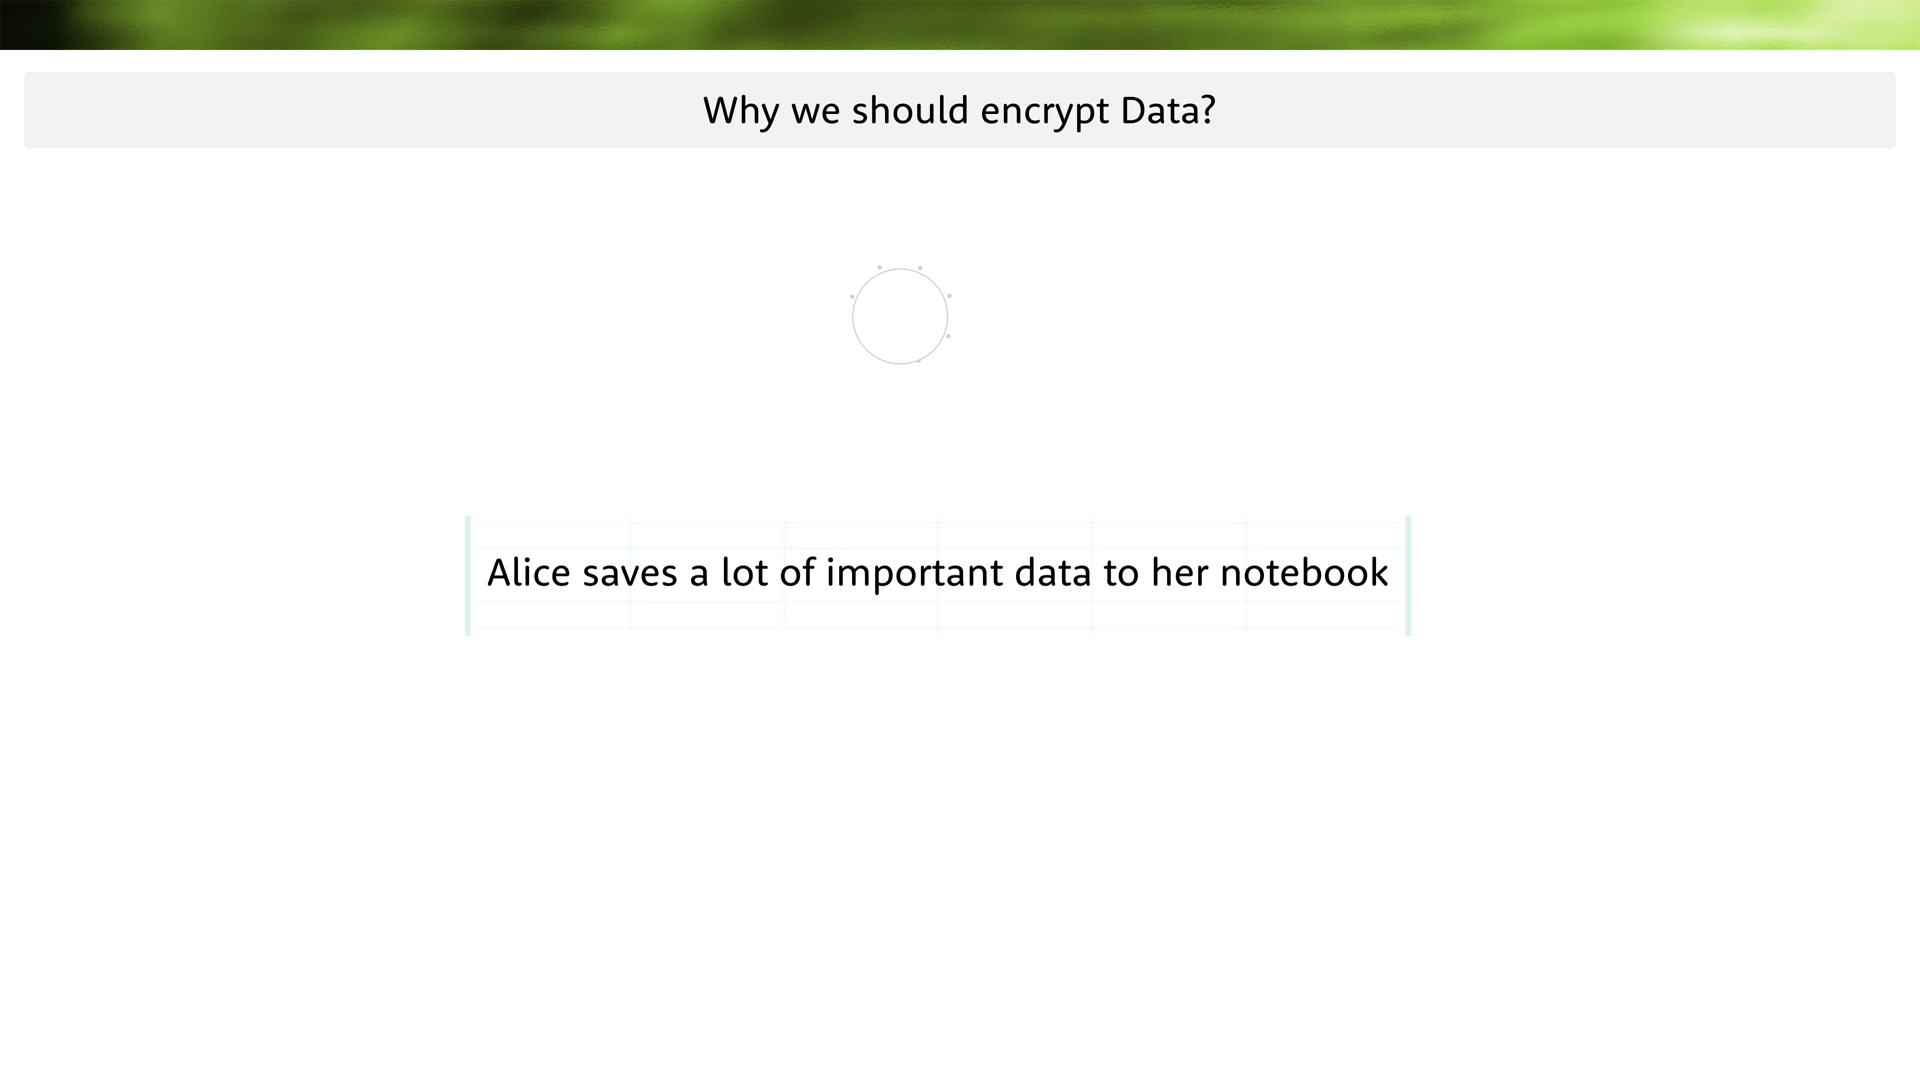 Why we should encrypt Data?
Alice saves a lot of important data to her notebook